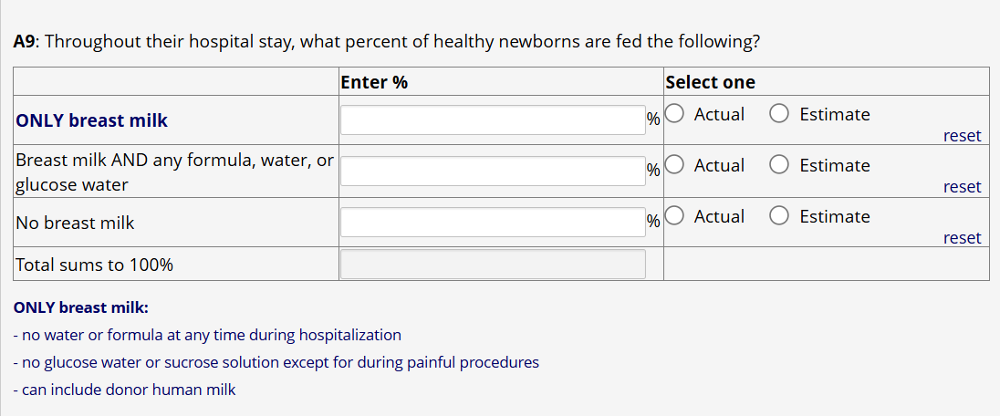 A9: Throughout their hospital stay, what percent of healthy newborns are fed the following?
Enter % Select one
ONLY breast milk % Actual Estimate
reset
Breast milk AND any formula, water, or
glucose water % Actual Estimate
reset
No breast milk % Actual Estimate
reset
Total sums to 100%
ONLY breast milk:
- no water or formula at any time during hospitalization
- no glucose water or sucrose solution except for during painful procedures
- can include donor human milk